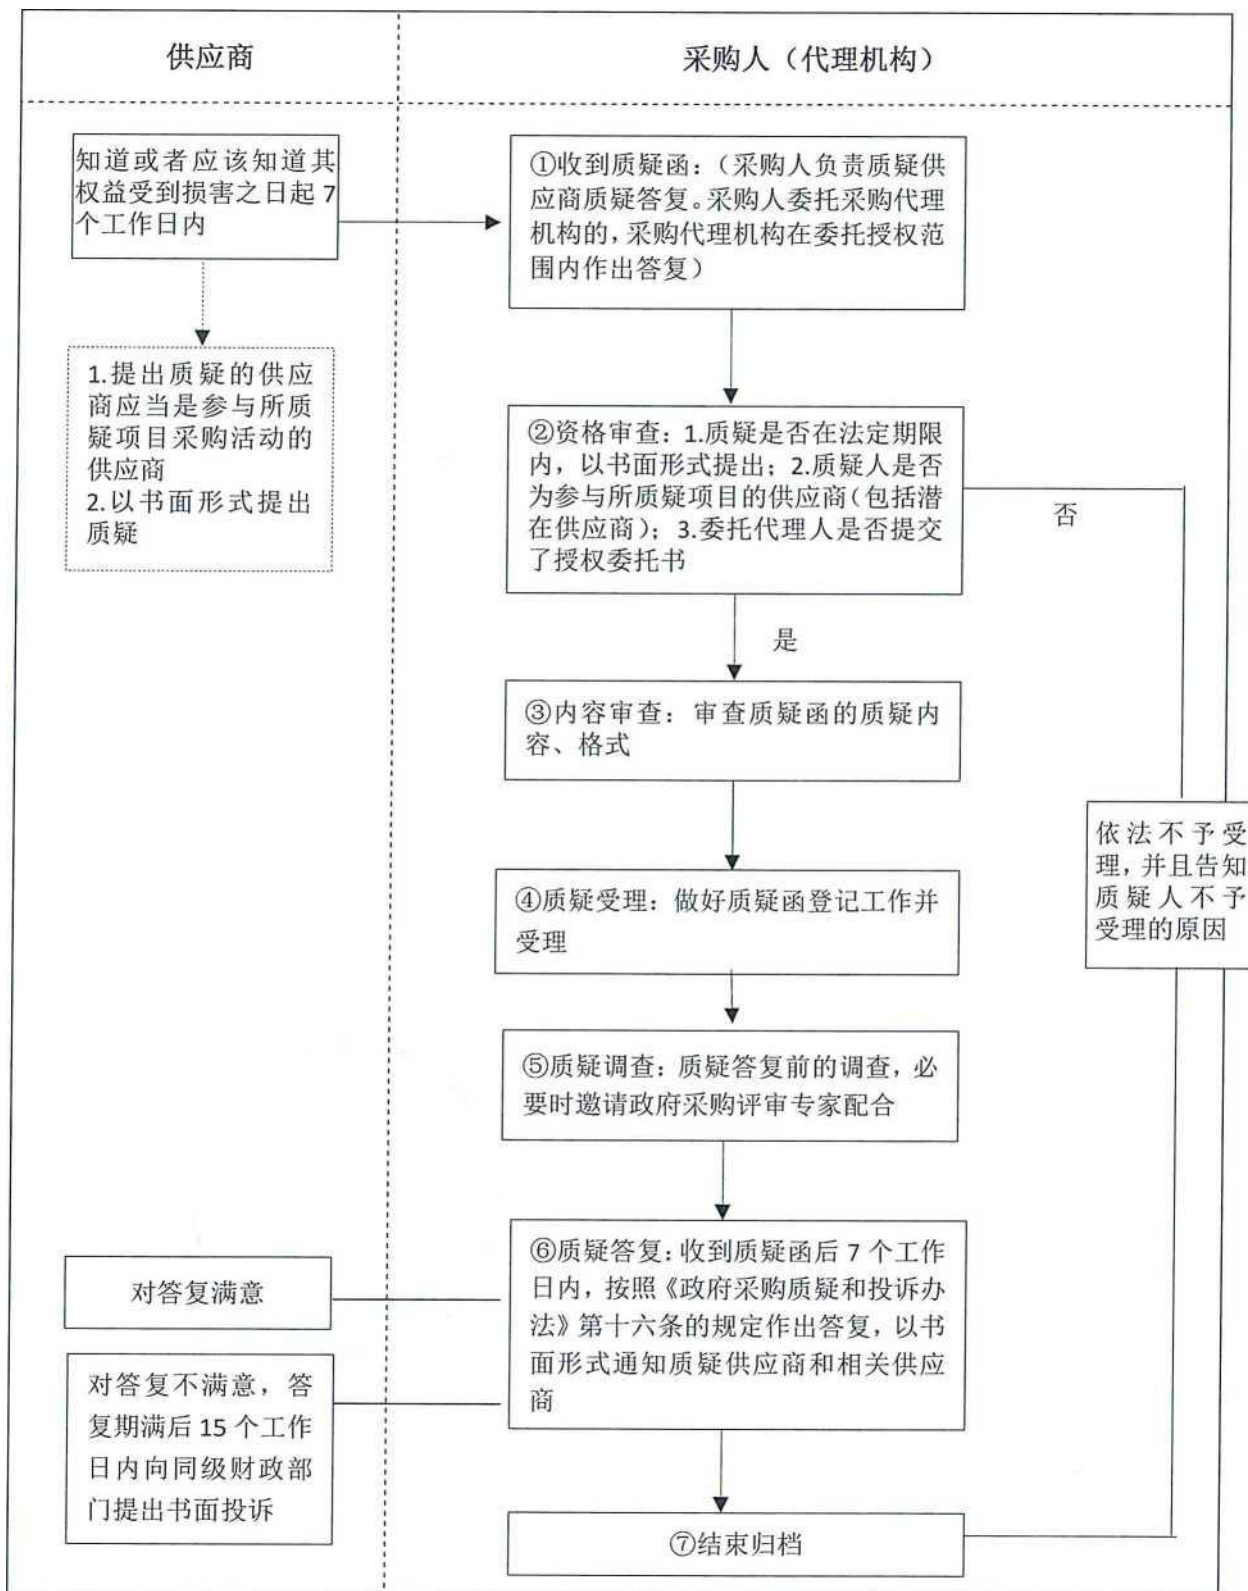 供应商
采购人（代理机构）
知道或者应该知道其
权益受到损害之日起 7
个工作日内
1.提出质疑的供应
商应当是参与所质
疑项目采购活动的
供应商
2.以书面形式提出
质疑
①收到质疑函：（采购人负责质疑供
应商质疑答复。采购人委托采购代理
机构的，采购代理机构在委托授权范
围内作出答复）
②资格审查：1.质疑是否在法定期限
内，以书面形式提出；2.质疑人是否
为参与所质疑项目的供应商（包括潜
在供应商）；3.委托代理人是否提交
了授权委托书
否
是
③内容审查：审查质疑函的质疑内
容、格式
依法不予受
理，并且告知
质疑人不予
受理的原因
④质疑受理：做好质疑函登记工作并
受理
⑤质疑调查：质疑答复前的调查，必
要时邀请政府采购评审专家配合
⑥质疑答复：收到质疑函后 7 个工作
日内，按照《政府采购质疑和投诉办
法》第十六条的规定作出答复，以书
面形式通知质疑供应商和相关供应
商
对答复满意
对答复不满意，答
复期满后 15 个工作
日内向同级财政部
门提出书面投诉
⑦结束归档